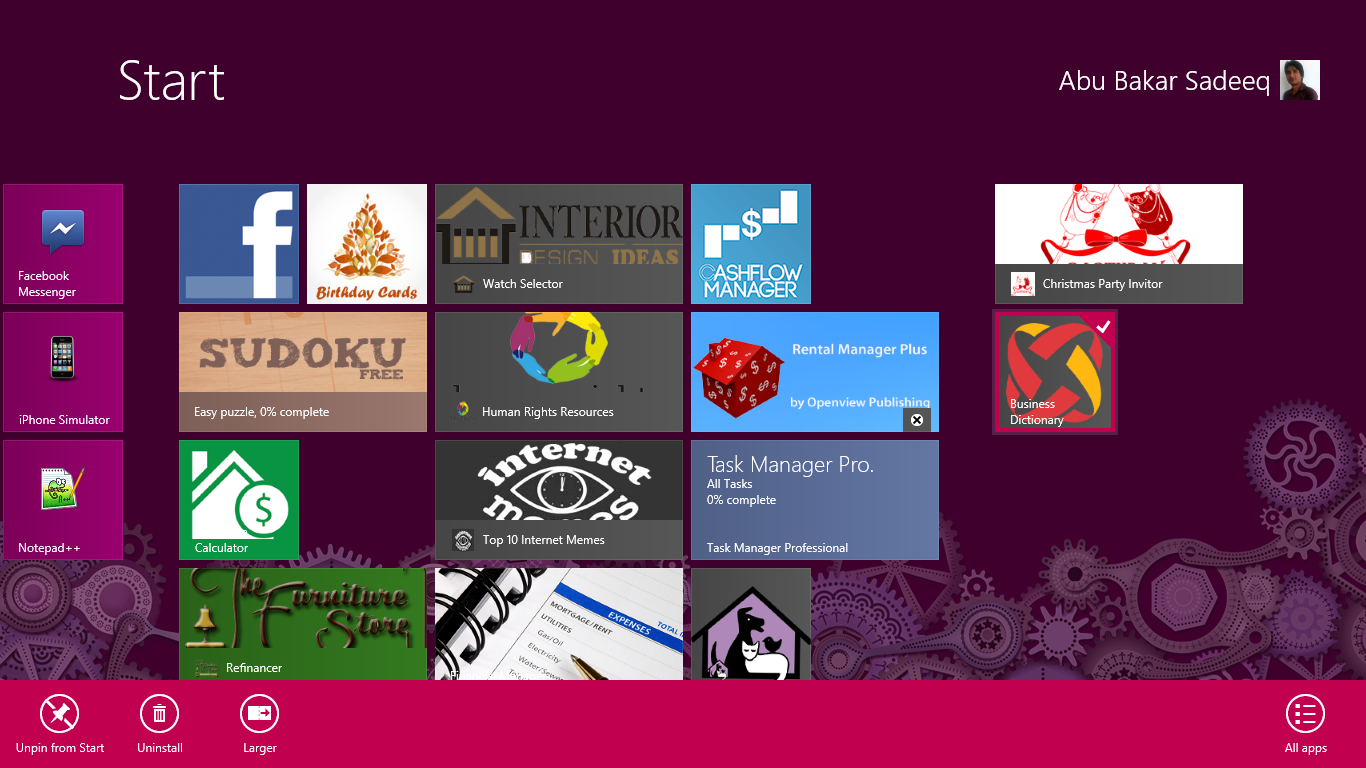 Start
Abu Bakar Sadeeq
Facebook
Messenger
f
Birthday Cards
INTERIOR
DESIGN IDEAS
Watch Selector
$
CASHFLOW
MANAGER
Christmas Party Invitor
iPhone Simulator
SUDOKU
FREE
Easy puzzle, 0% complete
Human Rights Resources
Rental Manager Plus
by Openview Publishing
Business
Dictionary
Notepad++
$
Calculator
internet
memes
Top 10 Internet Memes
Task Manager Pro.
All Tasks
0% complete
Task Manager Professional
The
Furniture
Store
Refinancer
EXPENSES
TOTAL
MORTGAGE/RENT
UTILITIES
Gas/Oil
Electricity
Water/Sewer
Unpin from Start
Uninstall
Larger
All apps